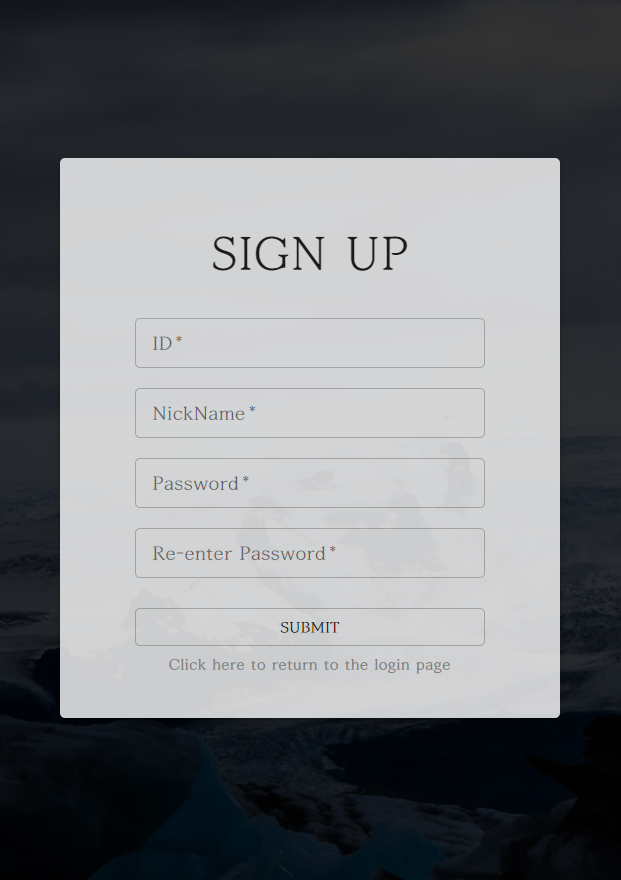 SIGN UP
ID *
NickName *
Password *
Re-enter Password *
SUBMIT
Click here to return to the login page